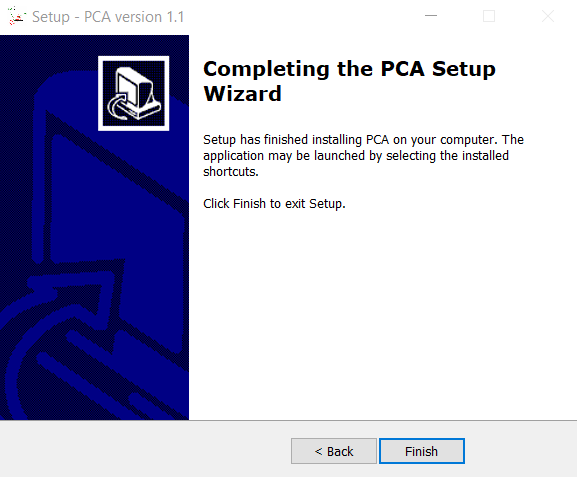 Setup - PCA version 1.1
Completing the PCA Setup
Wizard
Setup has finished installing PCA on your computer. The
application may be launched by selecting the installed
shortcuts.
Click Finish to exit Setup.
< Back
Finish